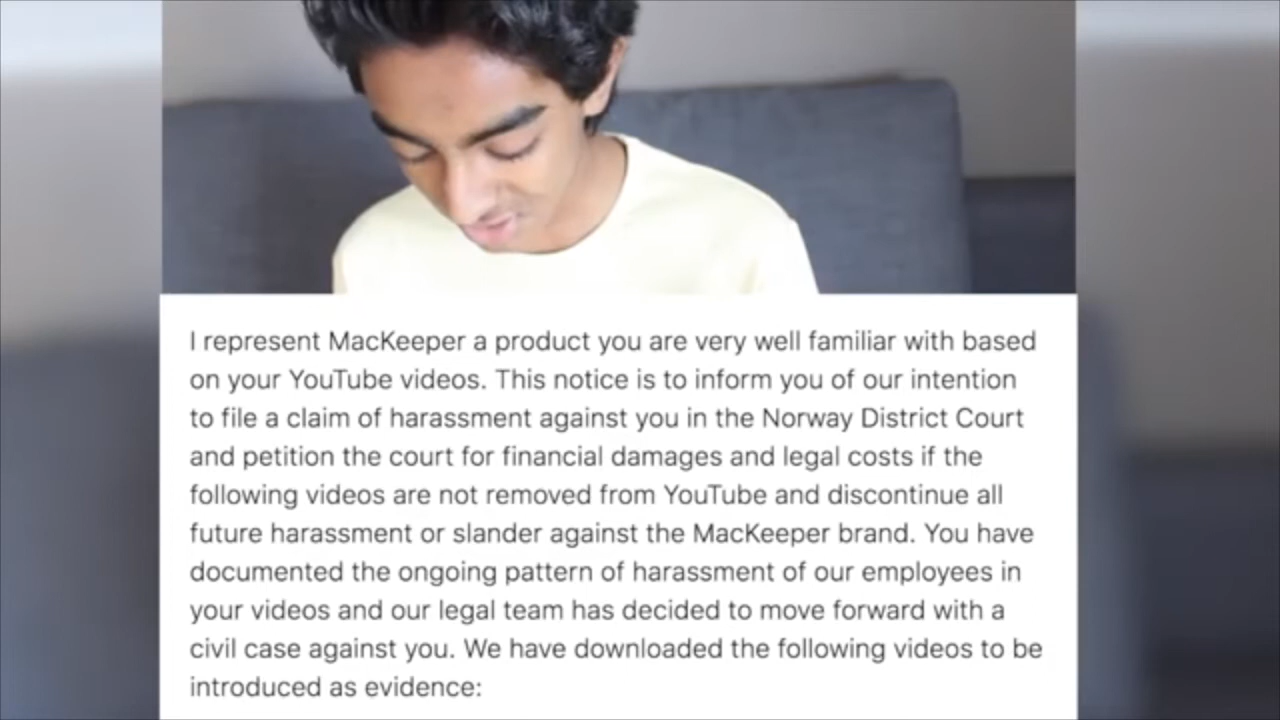 I represent MacKeeper a product you are very well familiar with based
on your YouTube videos. This notice is to inform you of our intention
to file a claim of harassment against you in the Norway District Court
and petition the court for financial damages and legal costs if the
following videos are not removed from YouTube and discontinue all
future harassment or slander against the MacKeeper brand. You have
documented the ongoing pattern of harassment of our employees in
your videos and our legal team has decided to move forward with a
civil case against you. We have downloaded the following videos to be
introduced as evidence: